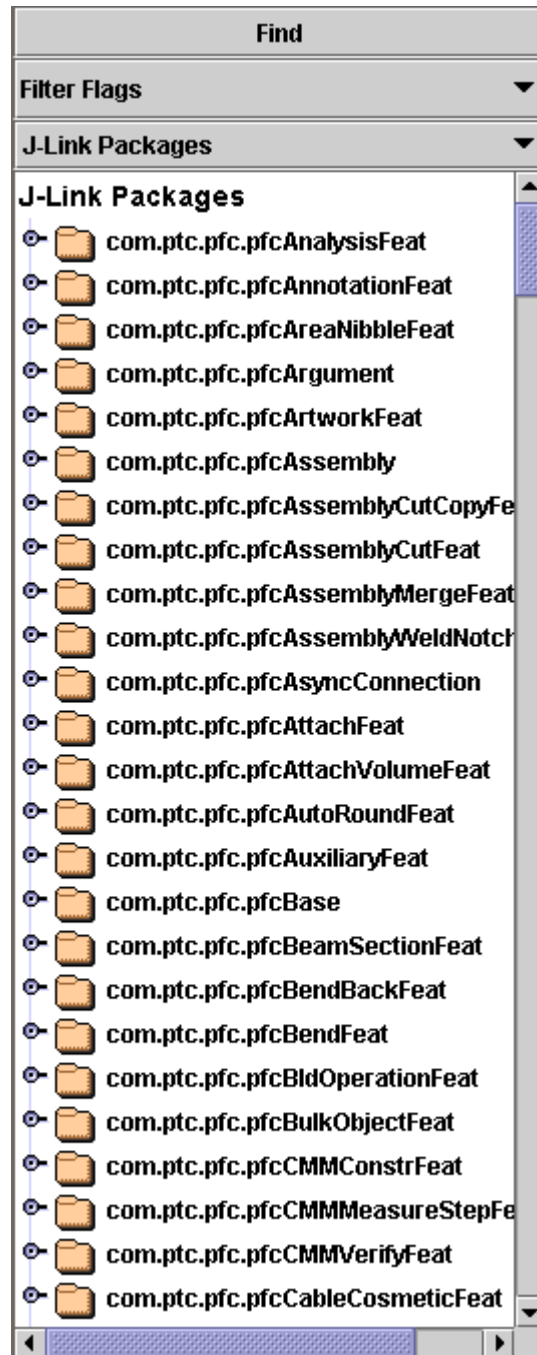 Find
Filter Flags
J-Link Packages
J-Link Packages
com.ptc.pfc.pfcAnalysisFeat
com.ptc.pfc.pfcAnnotationFeat
com.ptc.pfc.pfcAreaNibbleFeat
com.ptc.pfc.pfcArgument
com.ptc.pfc.pfcArtworkFeat
com.ptc.pfc.pfcAssembly
com.ptc.pfc.pfcAssemblyCutCopyFe
com.ptc.pfc.pfcAssemblyCutFeat
com.ptc.pfc.pfcAssemblyMergeFeat
com.ptc.pfc.pfcAssemblyWeldNotch
com.ptc.pfc.pfcAsyncConnection
com.ptc.pfc.pfcAttachFeat
com.ptc.pfc.pfcAttachVolumeFeat
com.ptc.pfc.pfcAutoRoundFeat
com.ptc.pfc.pfcAuxiliaryFeat
com.ptc.pfc.pfcBase
com.ptc.pfc.pfcBeamSectionFeat
com.ptc.pfc.pfcBendBackFeat
com.ptc.pfc.pfcBendFeat
com.ptc.pfc.pfcBldOperationFeat
com.ptc.pfc.pfcBulkObjectFeat
com.ptc.pfc.pfcCMMConstrFeat
com.ptc.pfc.pfcCMMMeasureStepFe
com.ptc.pfc.pfcCMMVerifyFeat
com.ptc.pfc.pfcCableCosmeticFeat